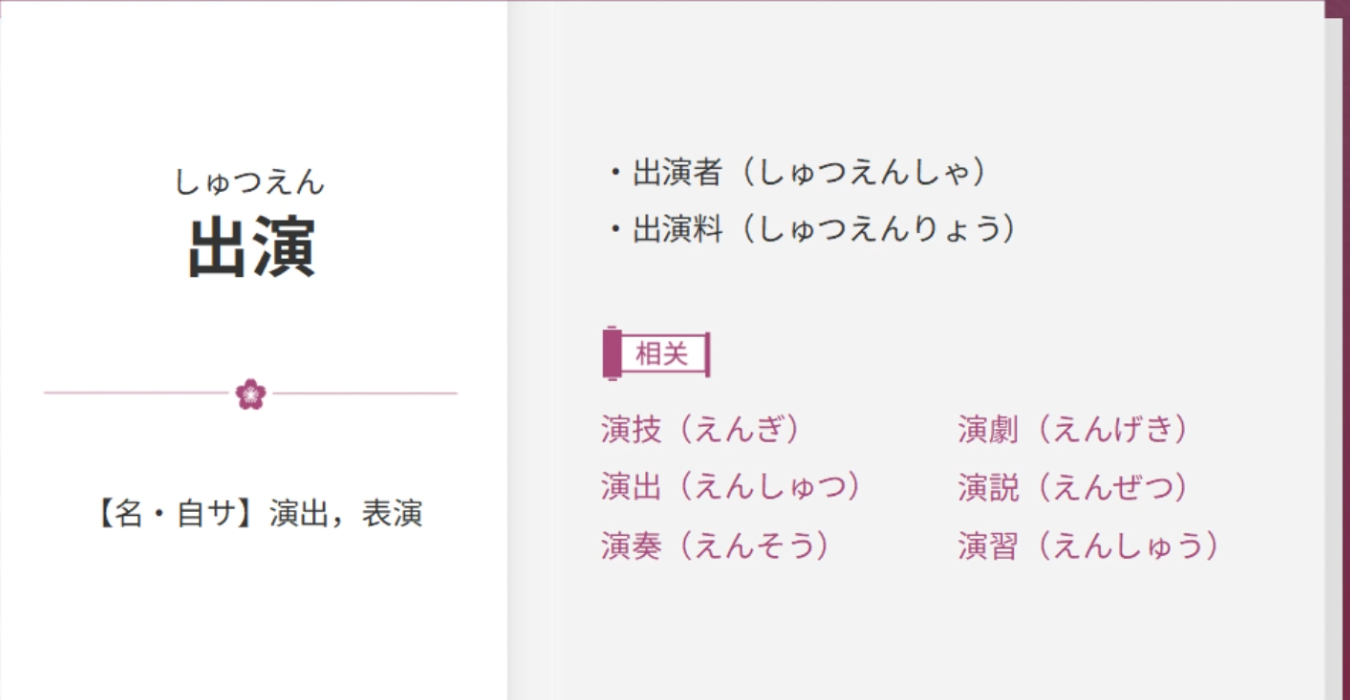 しゅつえん
出演
【名・自サ】演出，表演
・出演者（しゅつえんしゃ）
・出演料（しゅつえんりょう）
相关
演技（えんぎ） 演劇（えんげき）
演出（えんしゅつ） 演説（えんぜつ）
演奏（えんそう） 演習（えんしゅう）